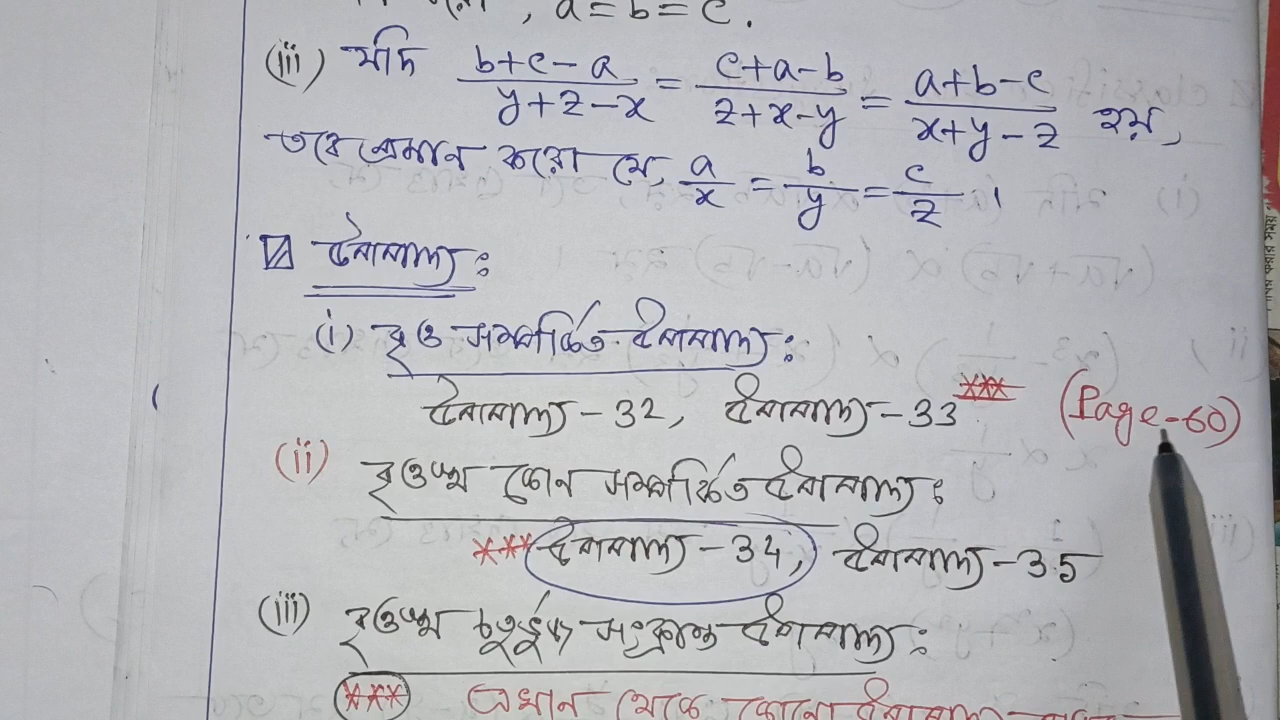 , a = b = c.
(iii) যদি (b+c-a)/(y+z-x) = (c+a-b)/(z+x-y) = (a+b-c)/(x+y-z) হয়,
তবে প্রমান করো যে, a/x = b/y = c/z ।
উপপাদ্য :
(i) বৃত্ত সম্পর্কিত উপপাদ্য :
উপপাদ্য - 32, উপপাদ্য - 33 *** (Page-60)
(ii) বৃত্তস্থ কোন সম্পর্কিত উপপাদ্য :
*** উপপাদ্য - 34, উপপাদ্য - 35
(iii) বৃত্তস্থ চতুর্ভুজ সংক্রান্ত উপপাদ্য :
*** এখান থেকে কোনো উপপাদ্য